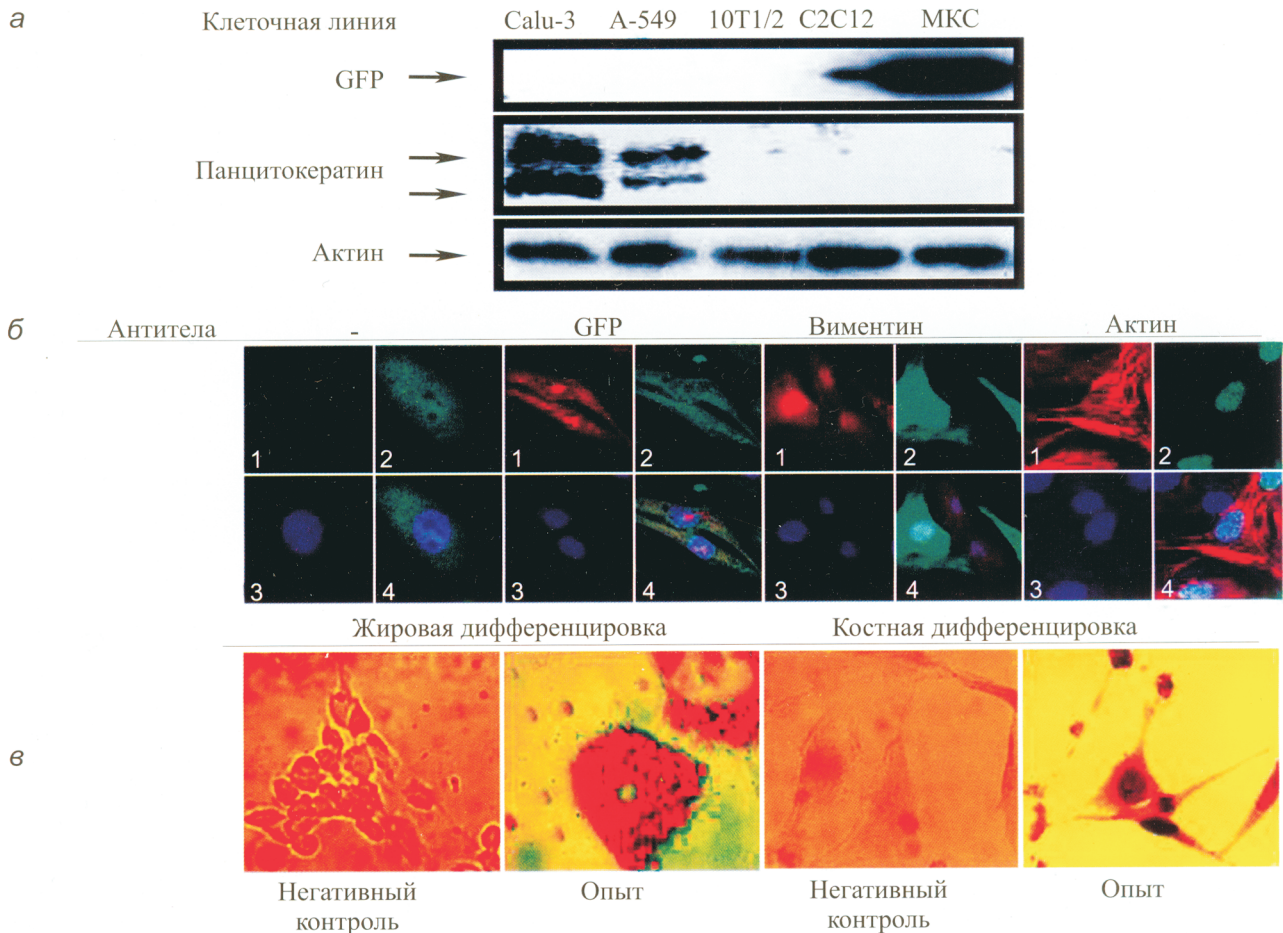 а
Клеточная линия Calu-3 A-549 10T1/2 C2C12 МКС
GFP
Панцитокератин
Актин
б
Антитела - GFP Виментин Актин
1 2 1 2 1 2 1 2
3 4 3 4 3 4 3 4
Жировая дифференцировка Костная дифференцировка
в
Негативный контроль Опыт Негативный контроль Опыт